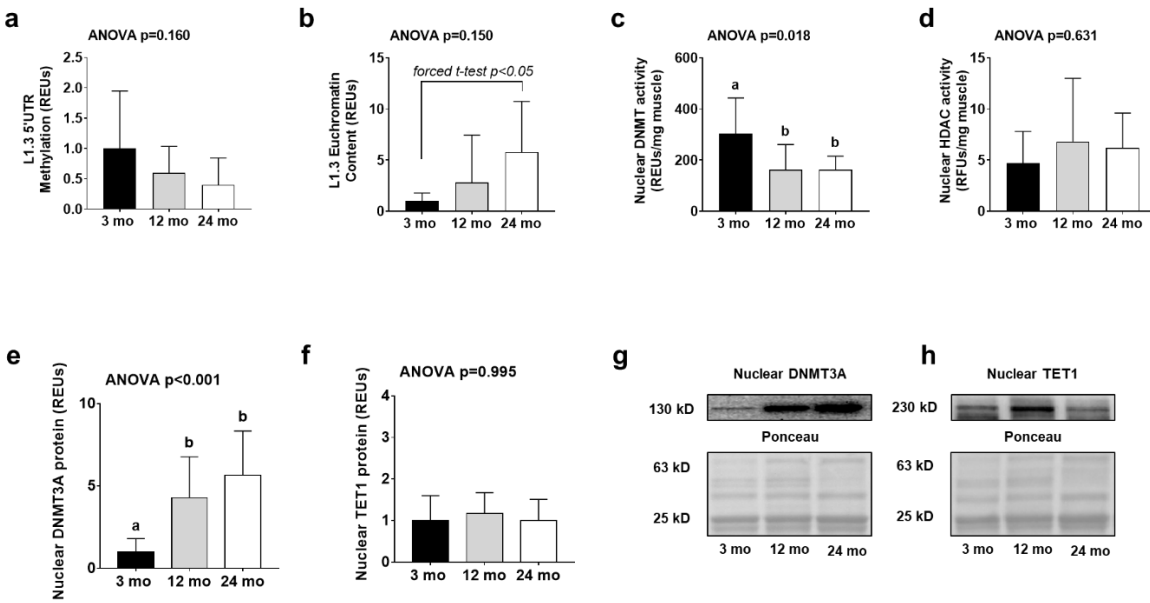 a
ANOVA p=0.160
L1.3 5'UTR
Methylation (REUs)
2.5
2.0
1.5
1.0
0.5
0.0
3 mo 12 mo 24 mo
b
ANOVA p=0.150
forced t-test p<0.05
L1.3 Euchromatin
Content (REUs)
15
10
5
0
3 mo 12 mo 24 mo
c
ANOVA p=0.018
Nuclear DNMT activity
(REUs/mg muscle)
600
400
200
0
a
b
b
3 mo 12 mo 24 mo
d
ANOVA p=0.631
Nuclear HDAC activity
(RFUs/mg muscle)
15
10
5
0
3 mo 12 mo 24 mo
e
ANOVA p<0.001
Nuclear DNMT3A protein (REUs)
10
5
0
a
b
b
3 mo 12 mo 24 mo
f
ANOVA p=0.995
Nuclear TET1 protein (REUs)
4
3
2
1
0
3 mo 12 mo 24 mo
g
Nuclear DNMT3A
130 kD
Ponceau
63 kD
25 kD
3 mo 12 mo 24 mo
h
Nuclear TET1
230 kD
Ponceau
63 kD
25 kD
3 mo 12 mo 24 mo